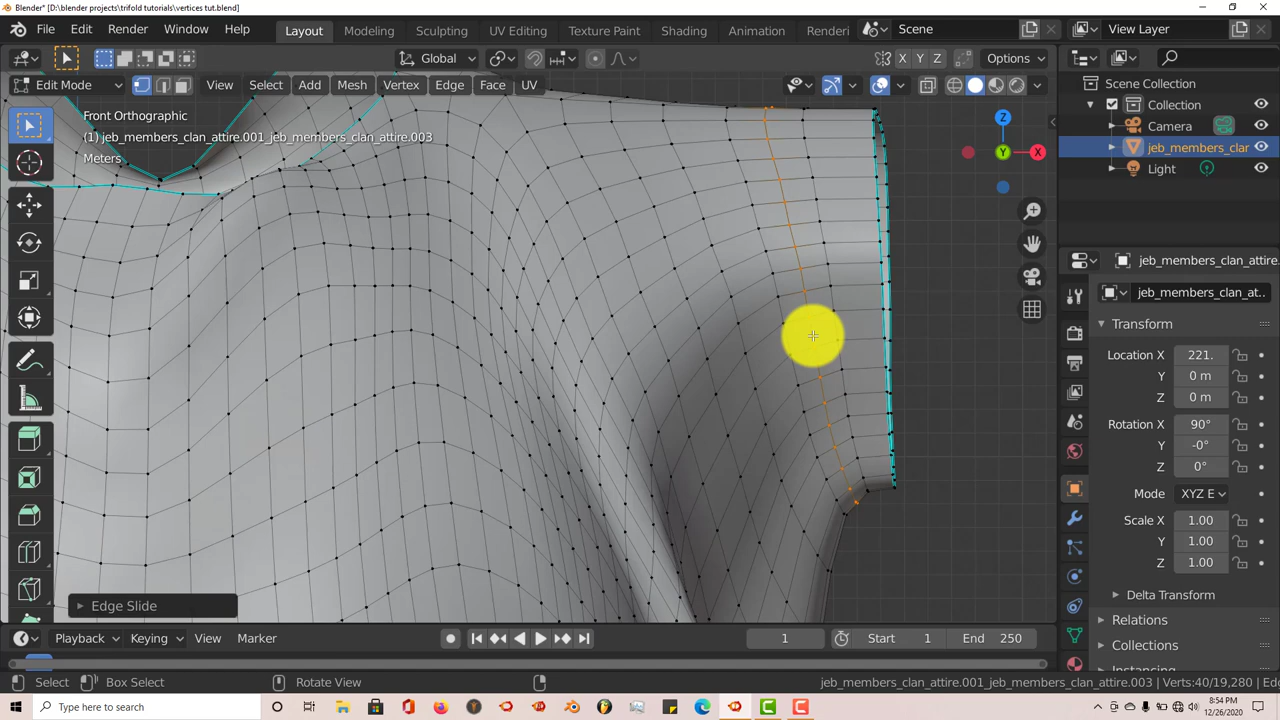 Blender* [D:\blender projects\trifold tutorials\vertices tut.blend]
File Edit Render Window Help Layout Modeling Sculpting UV Editing Texture Paint Shading Animation Renderi Scene View Layer
Global X Y Z Options
Edit Mode View Select Add Mesh Vertex Edge Face UV
Front Orthographic
(1) jeb_members_clan_attire.001_jeb_members_clan_attire.003
Meters
Z
Y
X
Edge Slide
Scene Collection
Collection
Camera
jeb_members_clar
Light
jeb_members_clan_attire.
jeb_members_clan_at..
Transform
Location X 221.
Y 0 m
Z 0 m
Rotation X 90°
Y -0°
Z 0°
Mode XYZ E
Scale X 1.00
Y 1.00
Z 1.00
Delta Transform
Relations
Collections
Instancing
Playback Keying View Marker 1 Start 1 End 250
Select Box Select Rotate View jeb_members_clan_attire.001_jeb_members_clan_attire.003 | Verts:40/19,280 | Ed
Type here to search
8:54 PM
12/26/2020